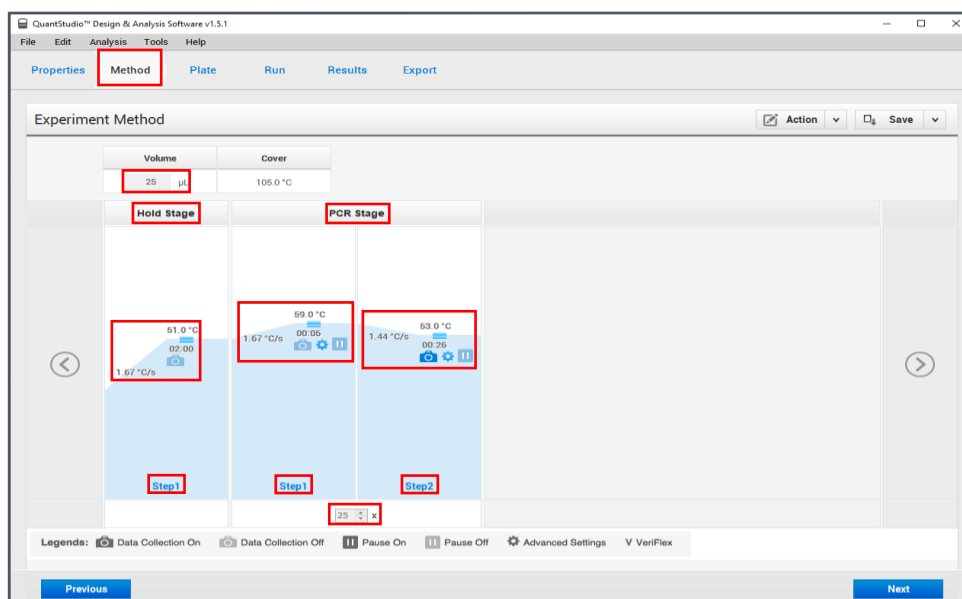 QuantStudio™ Design & Analysis Software v1.5.1
File Edit Analysis Tools Help
Properties Method Plate Run Results Export
Experiment Method
Action
Save
Volume Cover
25 µL 105.0 °C
Hold Stage PCR Stage
51.0 °C
02:00
1.67 °C/s
59.0 °C
00:05
1.67 °C/s
53.0 °C
00:26
1.44 °C/s
Step1 Step1 Step2
25 x
Legends: Data Collection On Data Collection Off Pause On Pause Off Advanced Settings V VeriFlex
Previous Next